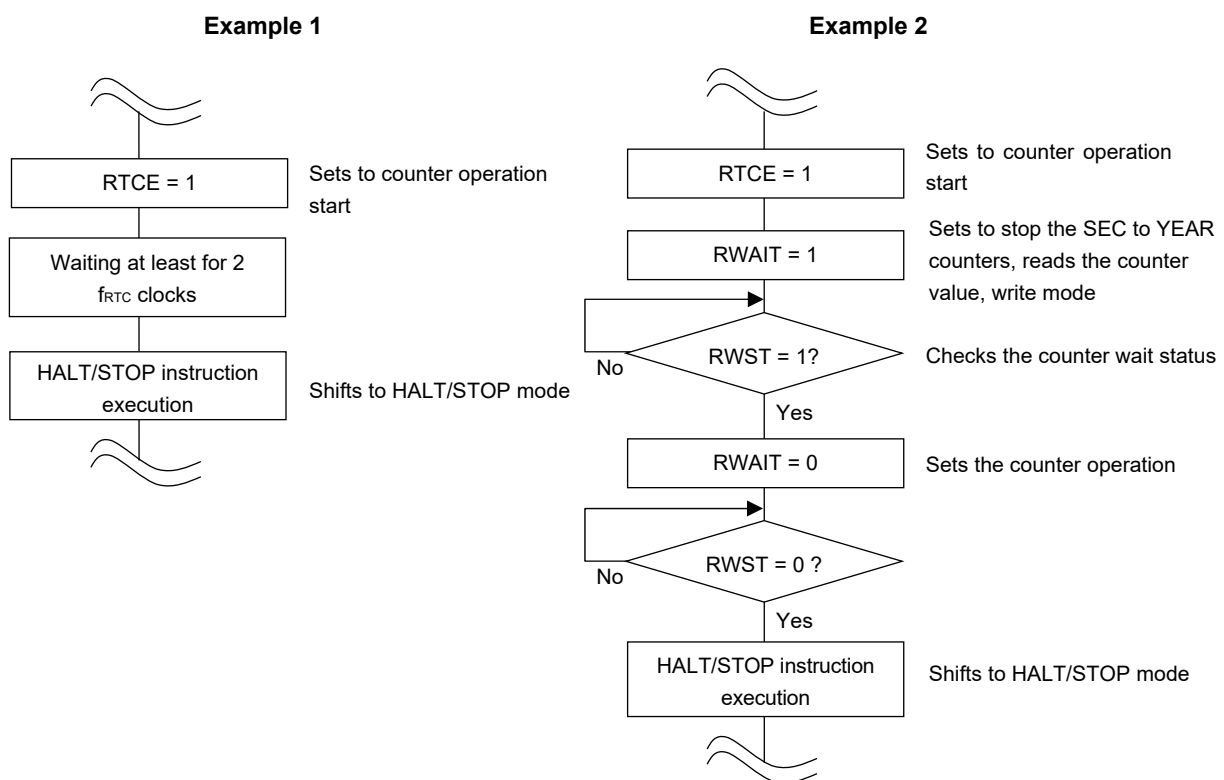 Example 1
RTCE = 1
Sets to counter operation
start
Waiting at least for 2
fRTC clocks
HALT/STOP instruction
execution
Shifts to HALT/STOP mode
Example 2
RTCE = 1
Sets to counter operation
start
RWAIT = 1
Sets to stop the SEC to YEAR
counters, reads the counter
value, write mode
RWST = 1?
No
Checks the counter wait status
Yes
RWAIT = 0
Sets the counter operation
RWST = 0 ?
No
Yes
HALT/STOP instruction
execution
Shifts to HALT/STOP mode